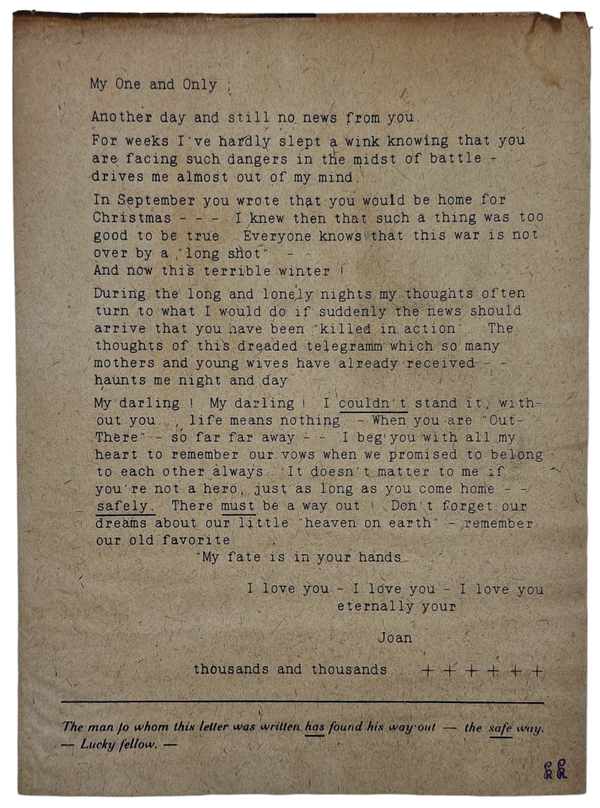 My One and Only :
Another day and still no news from you.
For weeks I've hardly slept a wink knowing that you
are facing such dangers in the midst of battle -
drives me almost out of my mind.
In September you wrote that you would be home for
Christmas - - - I knew then that such a thing was too
good to be true. Everyone knows that this war is not
over by a "long shot" - -
And now this terrible winter !
During the long and lonely nights my thoughts often
turn to what I would do if suddenly the news should
arrive that you have been "killed in action". The
thoughts of this dreaded telegramm which so many
mothers and young wives have already received - -
haunts me night and day
My darling ! My darling ! I couldn't stand it, with-
out you .., life means nothing - When you are "Out-
There" - so far far away - - I beg you with all my
heart to remember our vows when we promised to belong
to each other always. It doesn't matter to me if
you're not a hero, just as long as you come home - -
safely. There must be a way out ! Don't forget our
dreams about our little "heaven on earth" - remember
our old favorite
"My fate is in your hands
I love you - I love you - I love you
eternally your
Joan
thousands and thousands + + + + + +
The man to whom this letter was written has found his way out — the safe way.
— Lucky fellow. —